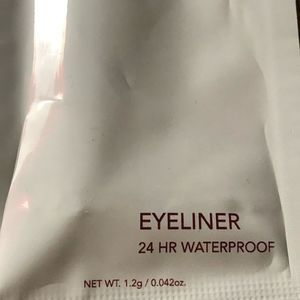 EYELINER
24 HR WATERPROOF
NET WT. 1.2g / 0.042oz.